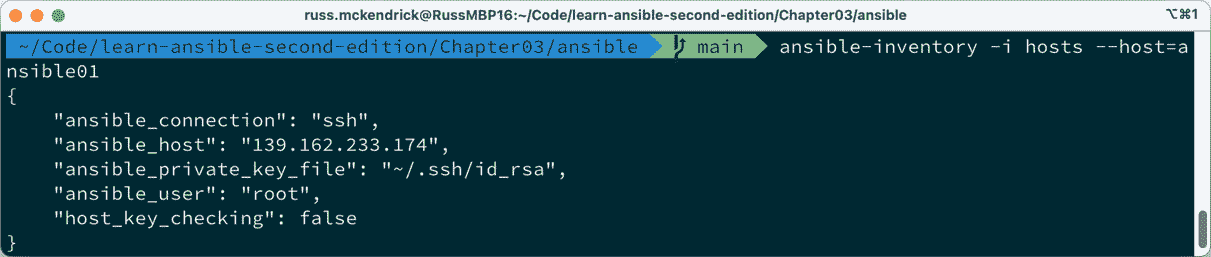 russ.mckendrick@RussMBP16:~/Code/learn-ansible-second-edition/Chapter03/ansible
⌥⌘1
~/Code/learn-ansible-second-edition/Chapter03/ansible main ansible-inventory -i hosts --host=a
nsible01
{
    "ansible_connection": "ssh",
    "ansible_host": "139.162.233.174",
    "ansible_private_key_file": "~/.ssh/id_rsa",
    "ansible_user": "root",
    "host_key_checking": false
}